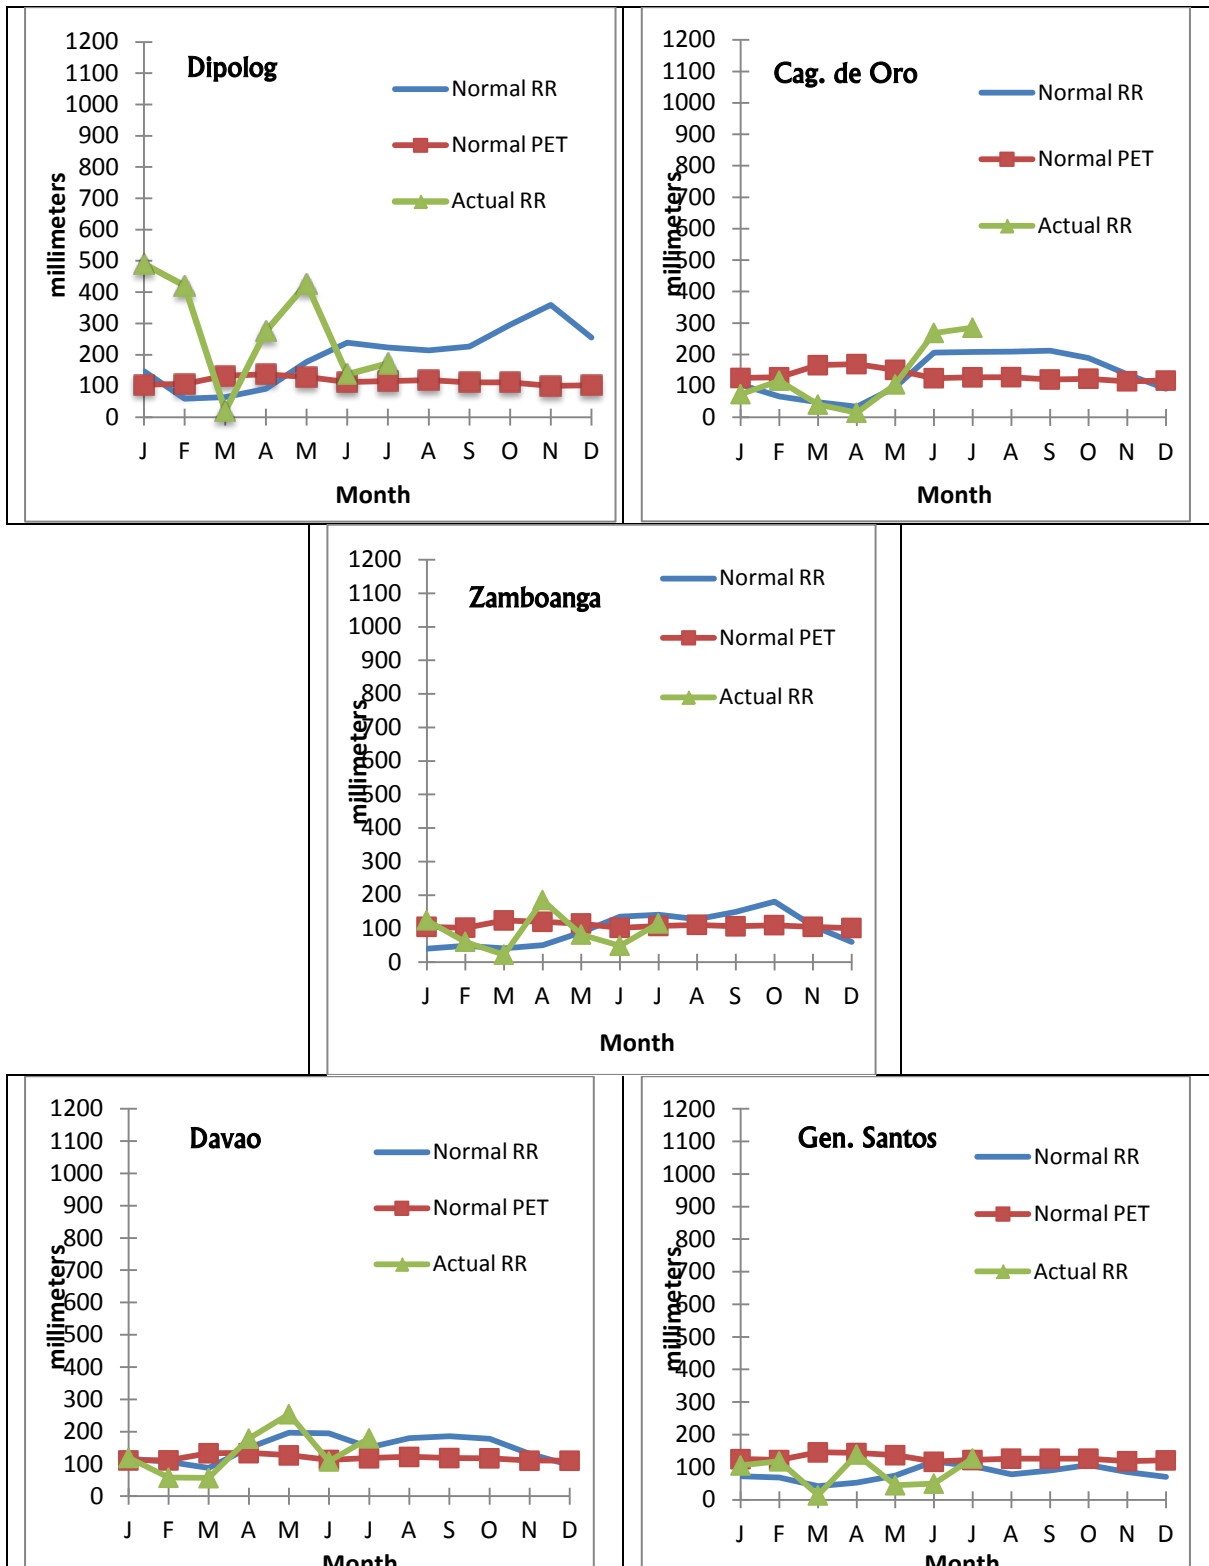 Dipolog
1200
1100
1000
900
800
700
600
500
400
300
200
100
0
millimeters
Normal RR
Normal PET
Actual RR
J F M A M J J A S O N D
Month
Cag. de Oro
1200
1100
1000
900
800
700
600
500
400
300
200
100
0
millimeters
Normal RR
Normal PET
Actual RR
J F M A M J J A S O N D
Month
Zamboanga
1200
1100
1000
900
800
700
600
500
400
300
200
100
0
millimeters
Normal RR
Normal PET
Actual RR
J F M A M J J A S O N D
Month
Davao
1200
1100
1000
900
800
700
600
500
400
300
200
100
0
millimeters
Normal RR
Normal PET
Actual RR
J F M A M J J A S O N D
Month
Gen. Santos
1200
1100
1000
900
800
700
600
500
400
300
200
100
0
millimeters
Normal RR
Normal PET
Actual RR
J F M A M J J A S O N D
Month